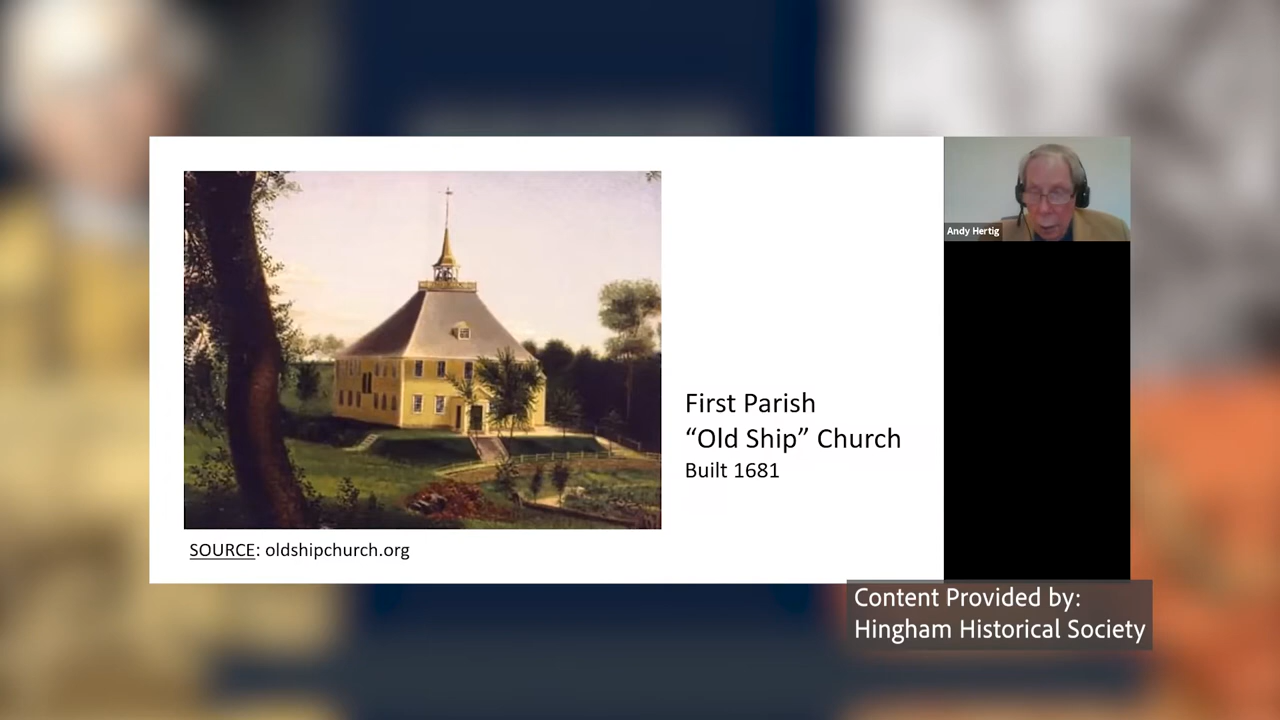 Andy Hertig
First Parish
“Old Ship” Church
Built 1681
SOURCE: oldshipchurch.org
Content Provided by:
Hingham Historical Society